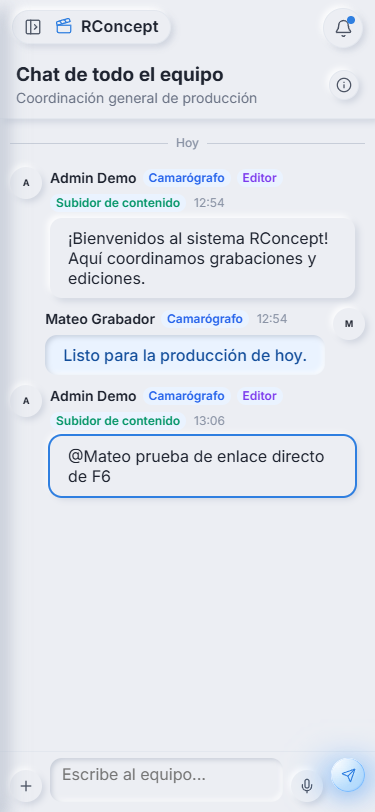 RConcept
Chat de todo el equipo
Coordinación general de producción
Hoy
A
Admin Demo Camarógrafo Editor
Subidor de contenido 12:54
¡Bienvenidos al sistema RConcept!
Aquí coordinamos grabaciones y
ediciones.
Mateo Grabador Camarógrafo 12:54
M
Listo para la producción de hoy.
A
Admin Demo Camarógrafo Editor
Subidor de contenido 13:06
@Mateo prueba de enlace directo
de F6
Escribe al equipo...